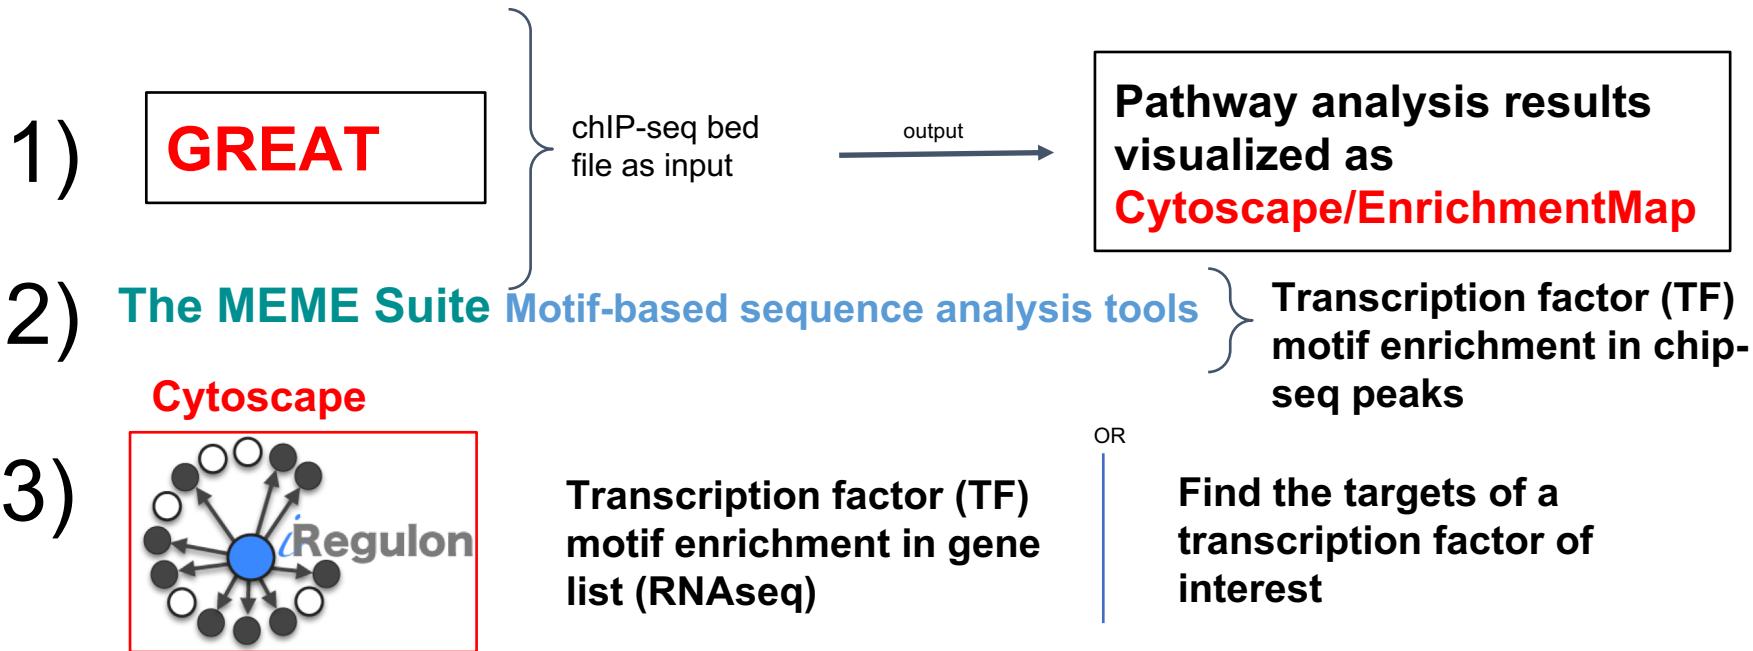 1)
GREAT
chIP-seq bed
file as input
output
Pathway analysis results
visualized as
Cytoscape/EnrichmentMap
2)
The MEME Suite Motif-based sequence analysis tools
Transcription factor (TF)
motif enrichment in chip-
seq peaks
3)
Cytoscape
iRegulon
Transcription factor (TF)
motif enrichment in gene
list (RNAseq)
OR
Find the targets of a
transcription factor of
interest